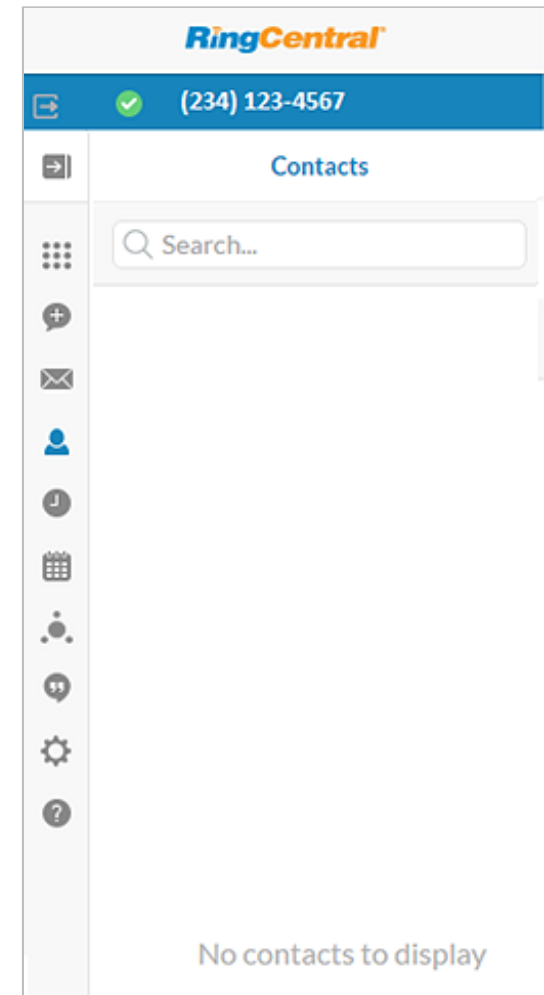 RingCentral
(234) 123-4567
Contacts
Search...
No contacts to display